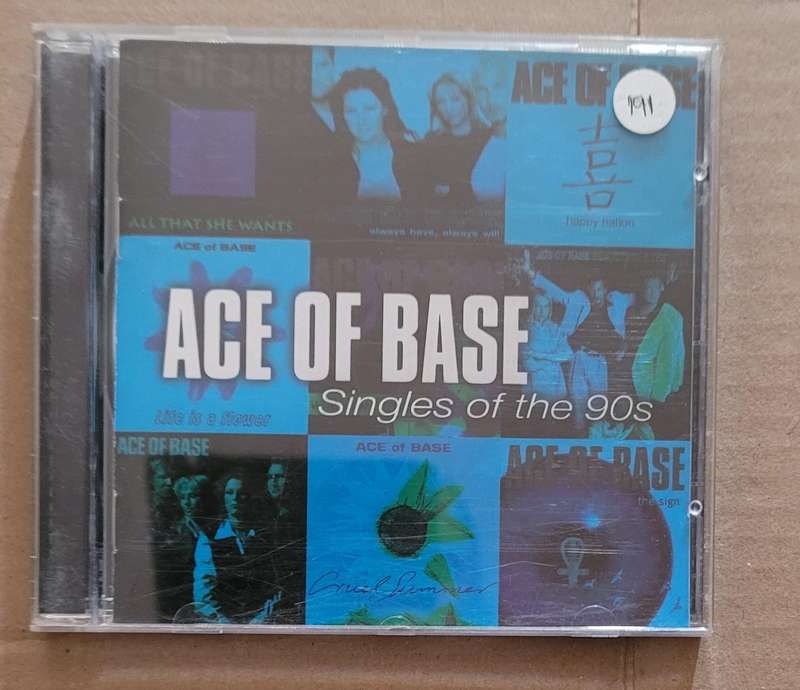 ACE OF BASE
ALL THAT SHE WANTS
always have, always will
ACE OF BASE
喜
happy nation
ACE of BASE
Life is a flower
ACE OF BASE
Singles of the 90s
ACE OF BASE
ACE of BASE
Cruel Summer
ACE OF BASE
the sign